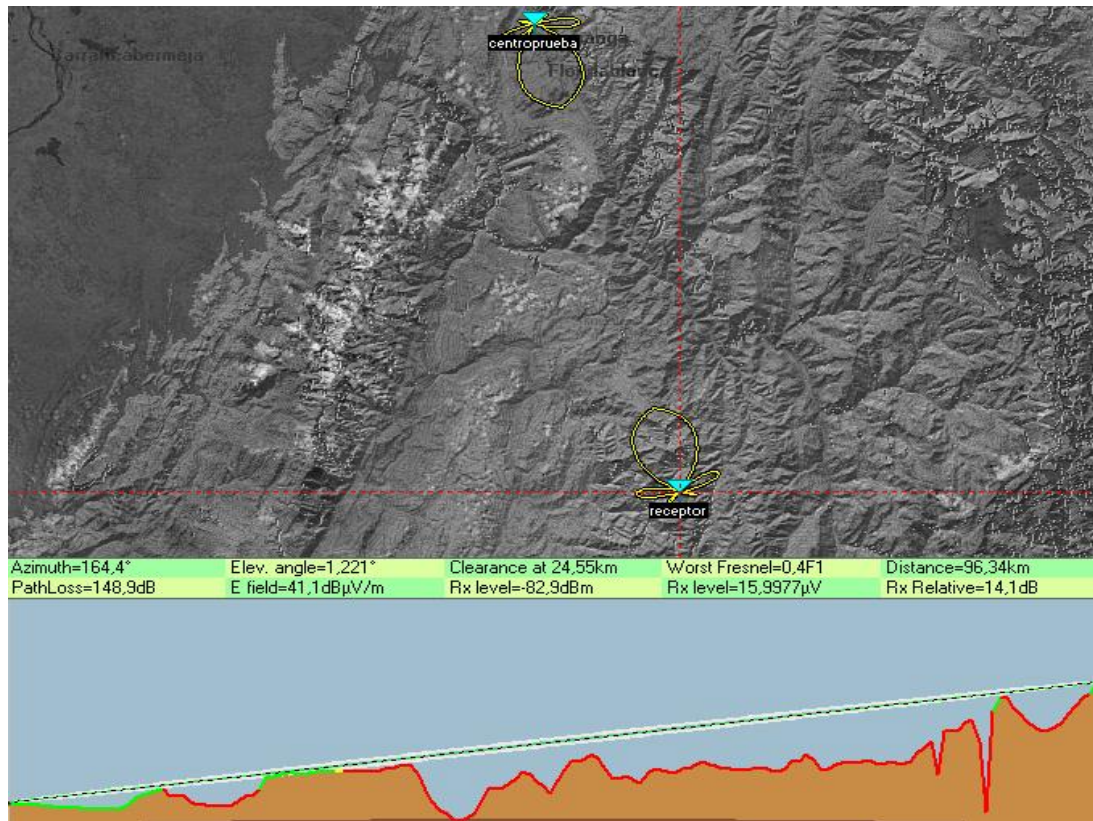 Barrancabermeja
centroprueba
Floridablanca
receptor
Azimuth=164,4° Elev. angle=1,221° Clearance at 24,55km Worst Fresnel=0,4F1 Distance=96,34km
PathLoss=148,9dB E field=41,1dBµV/m Rx level=-82,9dBm Rx level=15,9977µV Rx Relative=14,1dB